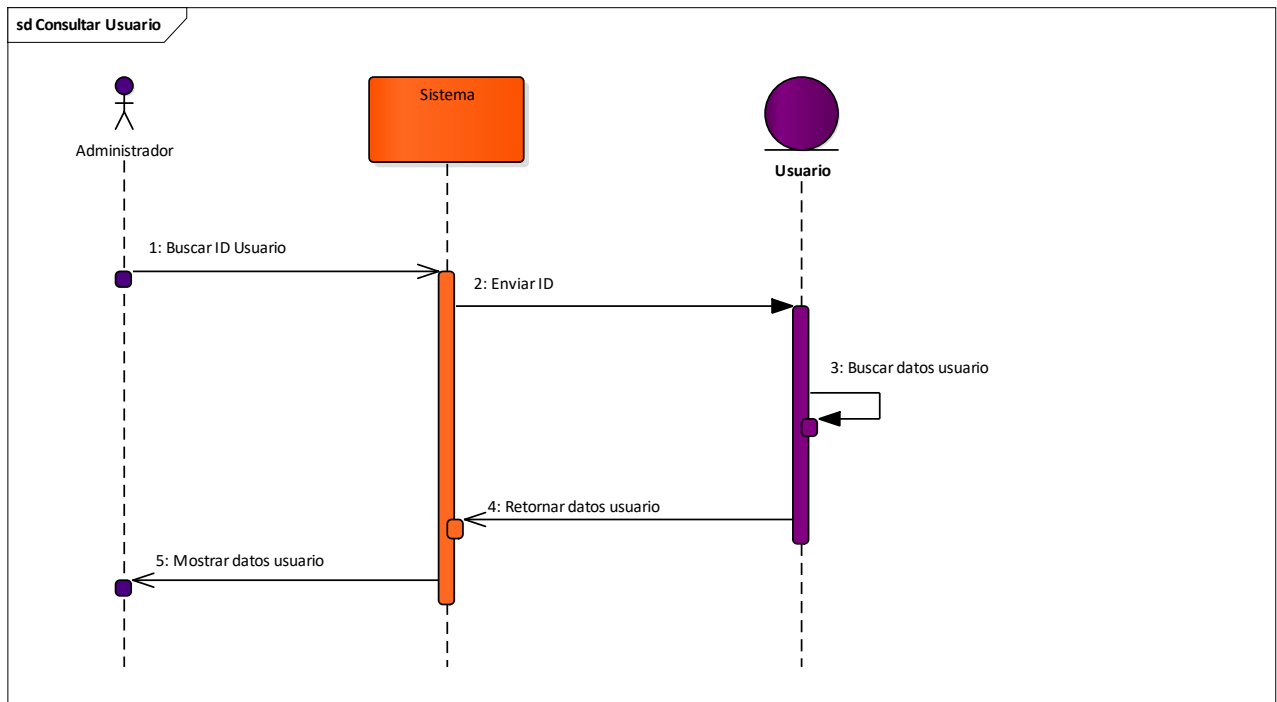 sd Consultar Usuario
Sistema
Administrador
Usuario
1: Buscar ID Usuario
2: Enviar ID
3: Buscar datos usuario
4: Retornar datos usuario
5: Mostrar datos usuario